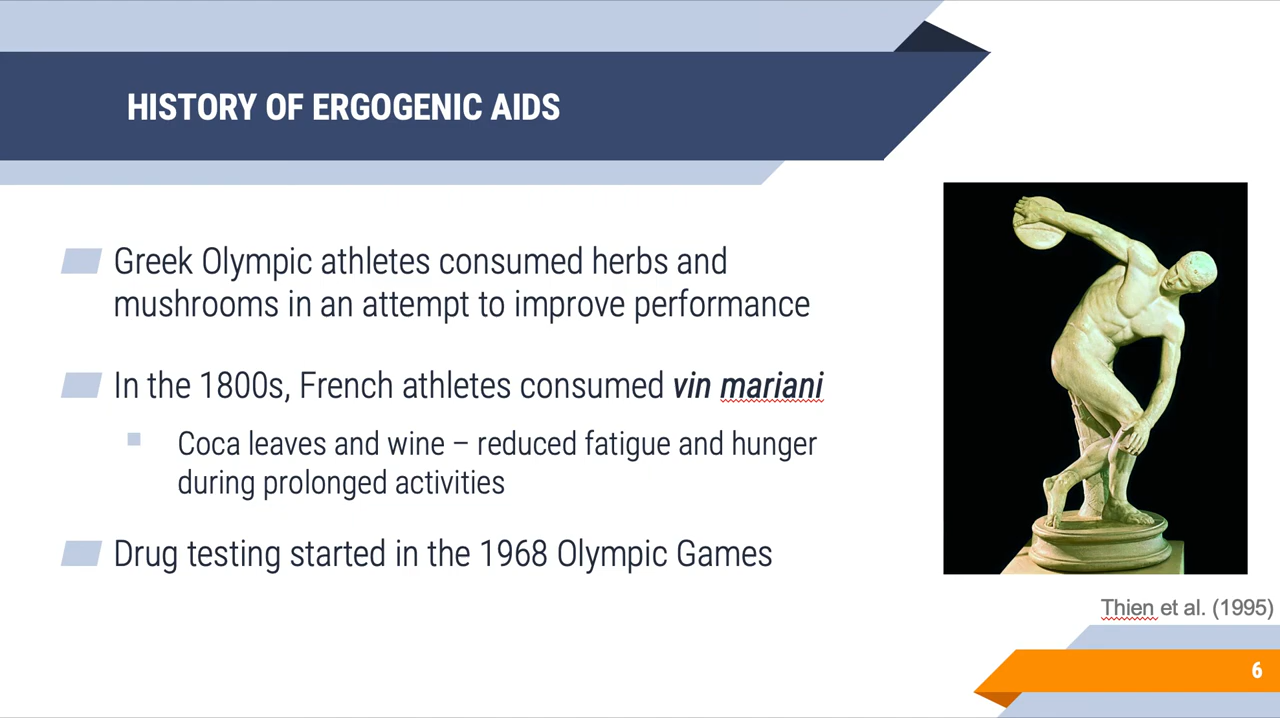 HISTORY OF ERGOGENIC AIDS
Greek Olympic athletes consumed herbs and
mushrooms in an attempt to improve performance
In the 1800s, French athletes consumed vin mariani
Coca leaves and wine – reduced fatigue and hunger
during prolonged activities
Drug testing started in the 1968 Olympic Games
Thien et al. (1995)
6